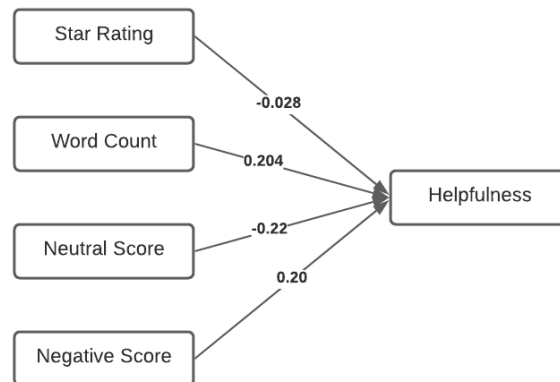 Star Rating
-0.028
Word Count
0.204
Helpfulness
Neutral Score
-0.22
0.20
Negative Score